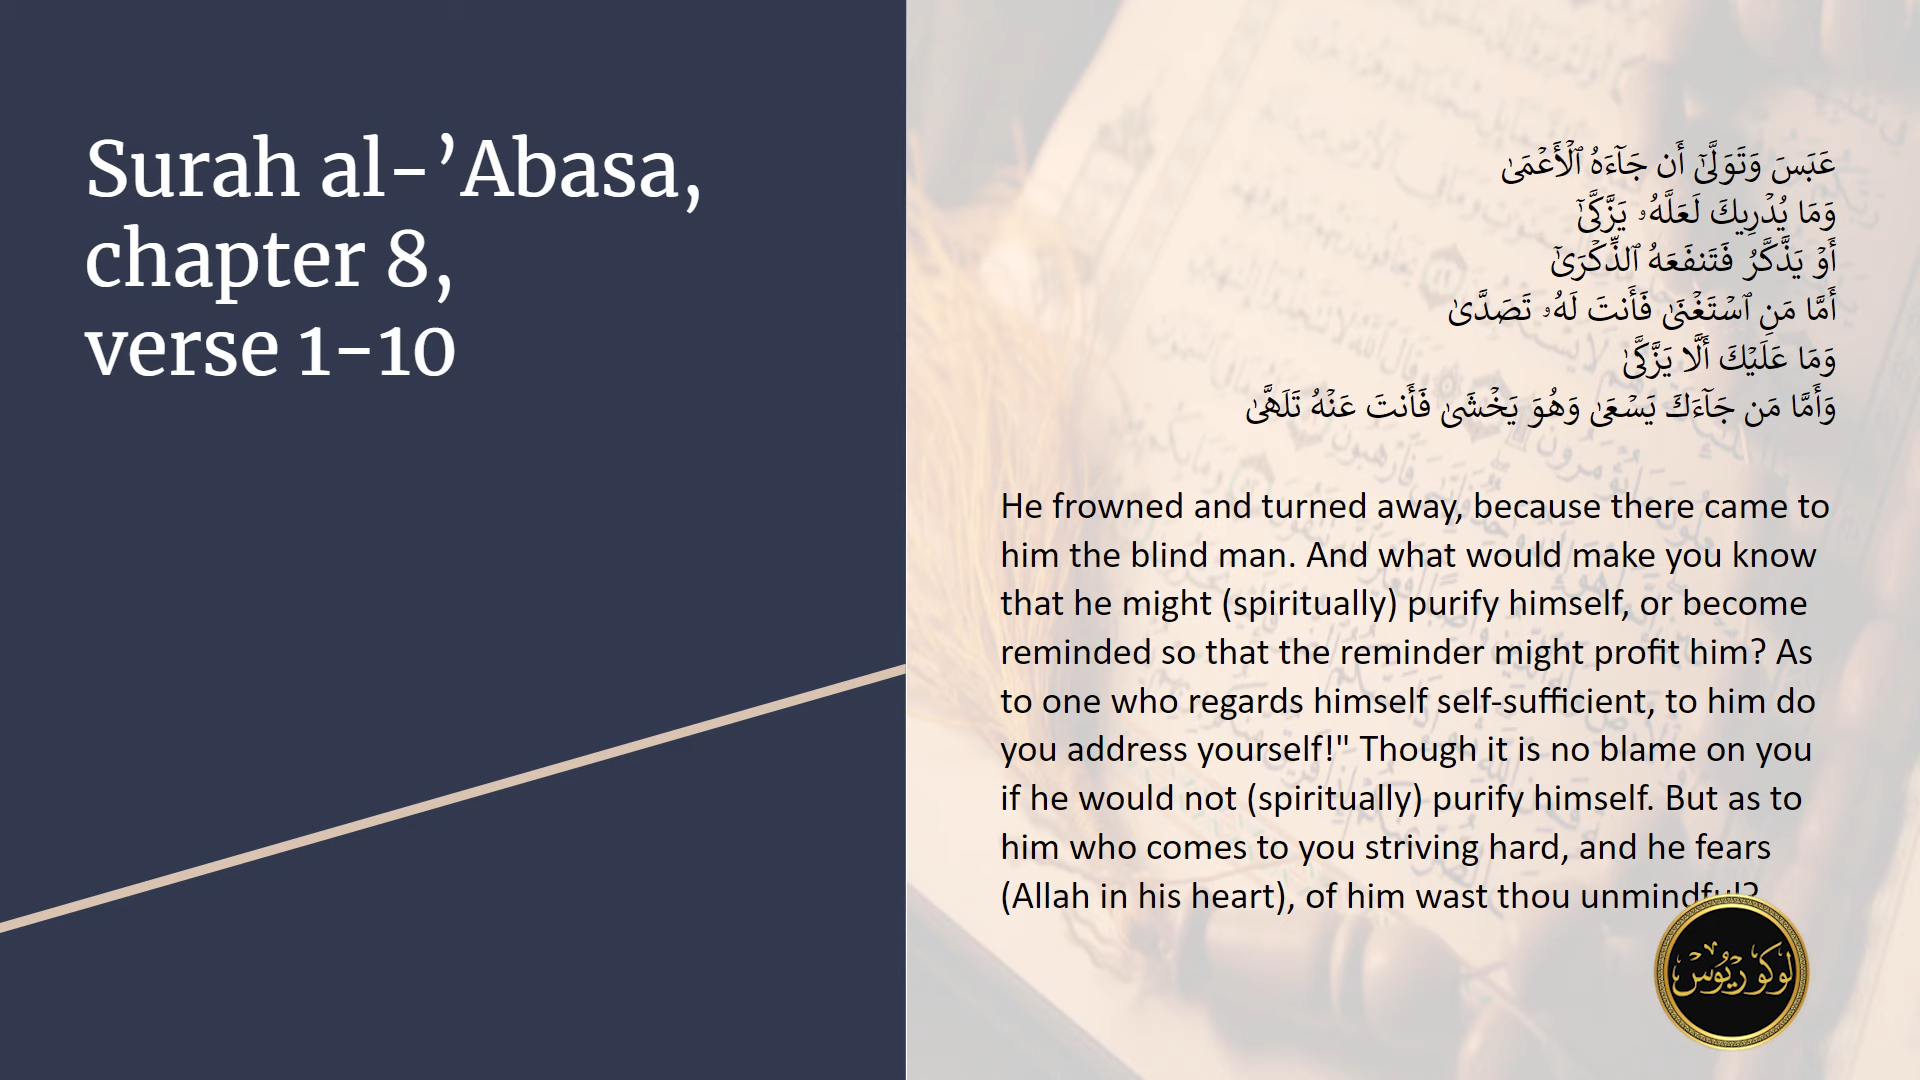 Surah al-’Abasa,
chapter 8,
verse 1-10
عَبَسَ وَتَوَلَّىٰٓ أَن جَآءَهُ ٱلْأَعْمَىٰ
وَمَا يُدْرِيكَ لَعَلَّهُۥ يَزَّكَّىٰٓ
أَوْ يَذَّكَّرُ فَتَنفَعَهُ ٱلذِّكْرَىٰٓ
أَمَّا مَنِ ٱسْتَغْنَىٰ فَأَنتَ لَهُۥ تَصَدَّىٰ
وَمَا عَلَيْكَ أَلَّا يَزَّكَّىٰ
وَأَمَّا مَن جَآءَكَ يَسْعَىٰ وَهُوَ يَخْشَىٰ فَأَنتَ عَنْهُ تَلَهَّىٰ
He frowned and turned away, because there came to
him the blind man. And what would make you know
that he might (spiritually) purify himself, or become
reminded so that the reminder might profit him? As
to one who regards himself self-sufficient, to him do
you address yourself!" Though it is no blame on you
if he would not (spiritually) purify himself. But as to
him who comes to you striving hard, and he fears
(Allah in his heart), of him wast thou unmindful?